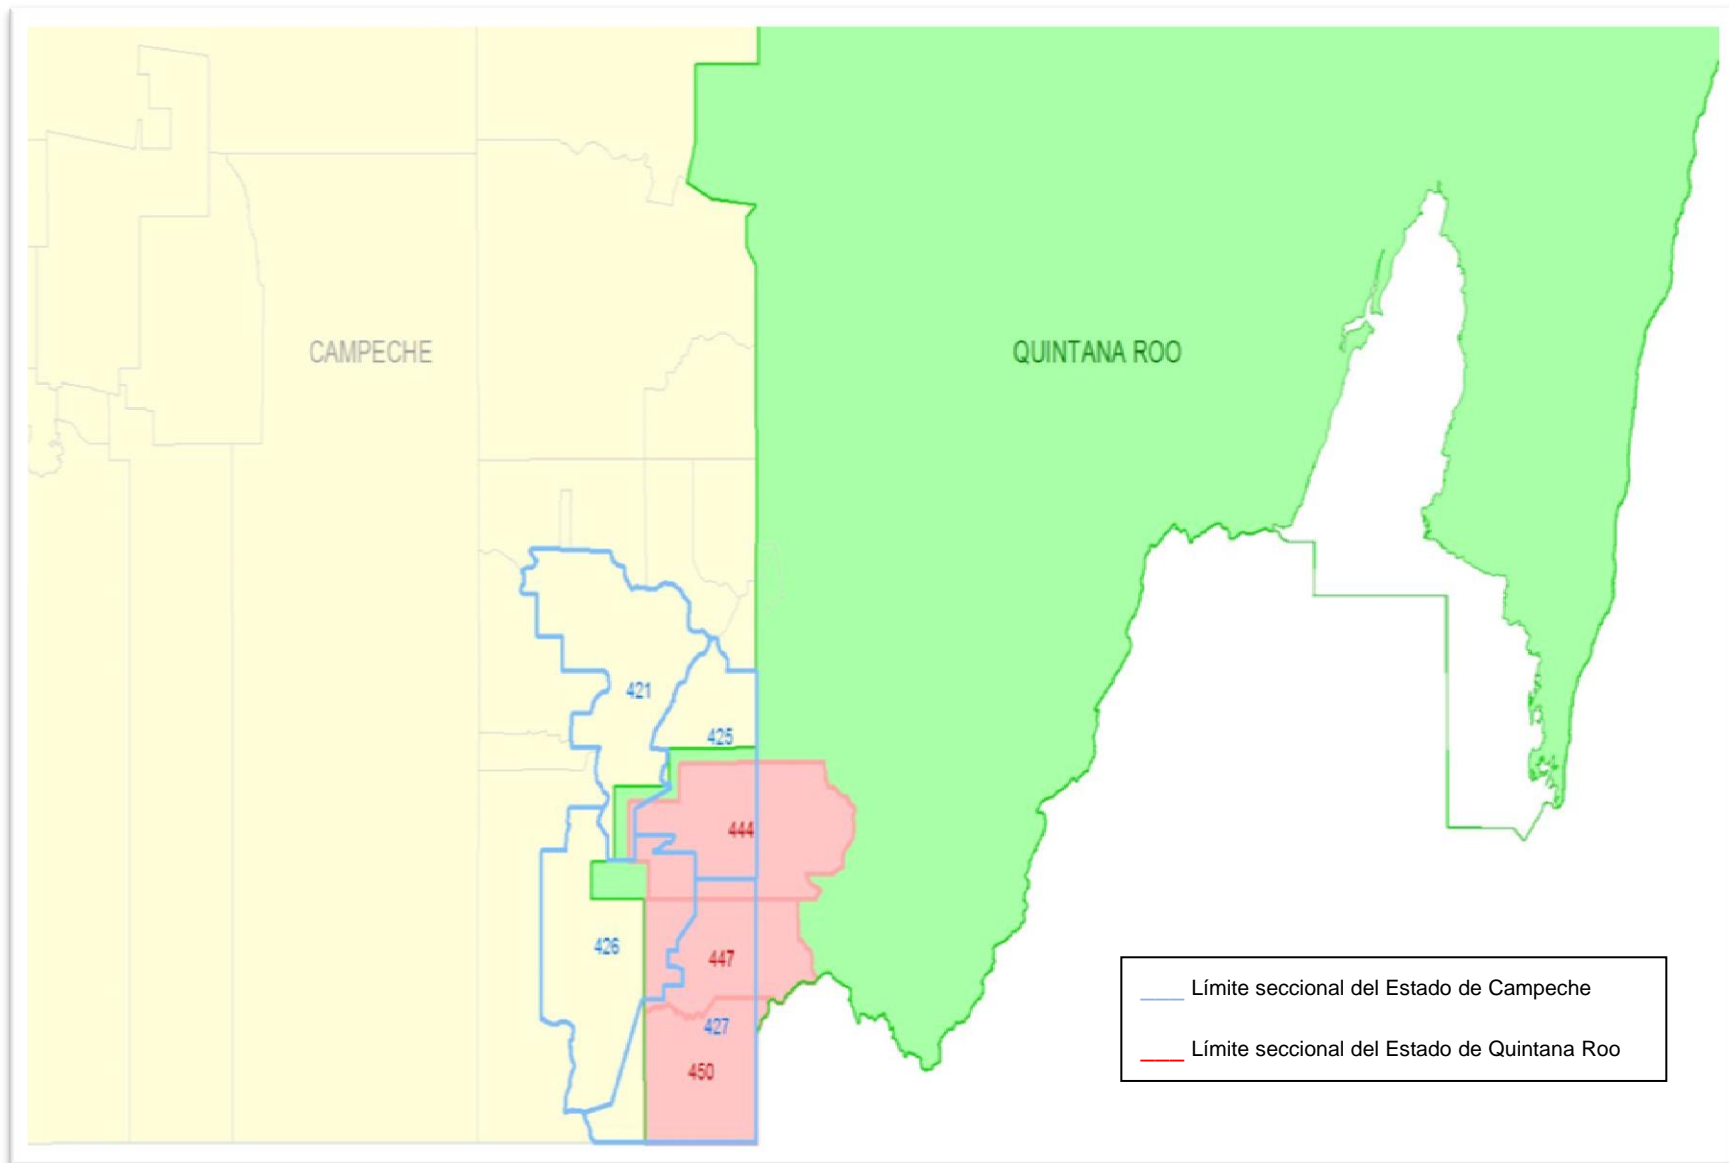 CAMPECHE
QUINTANA ROO
421
425
444
426
447
427
450
Límite seccional del Estado de Campeche
Límite seccional del Estado de Quintana Roo